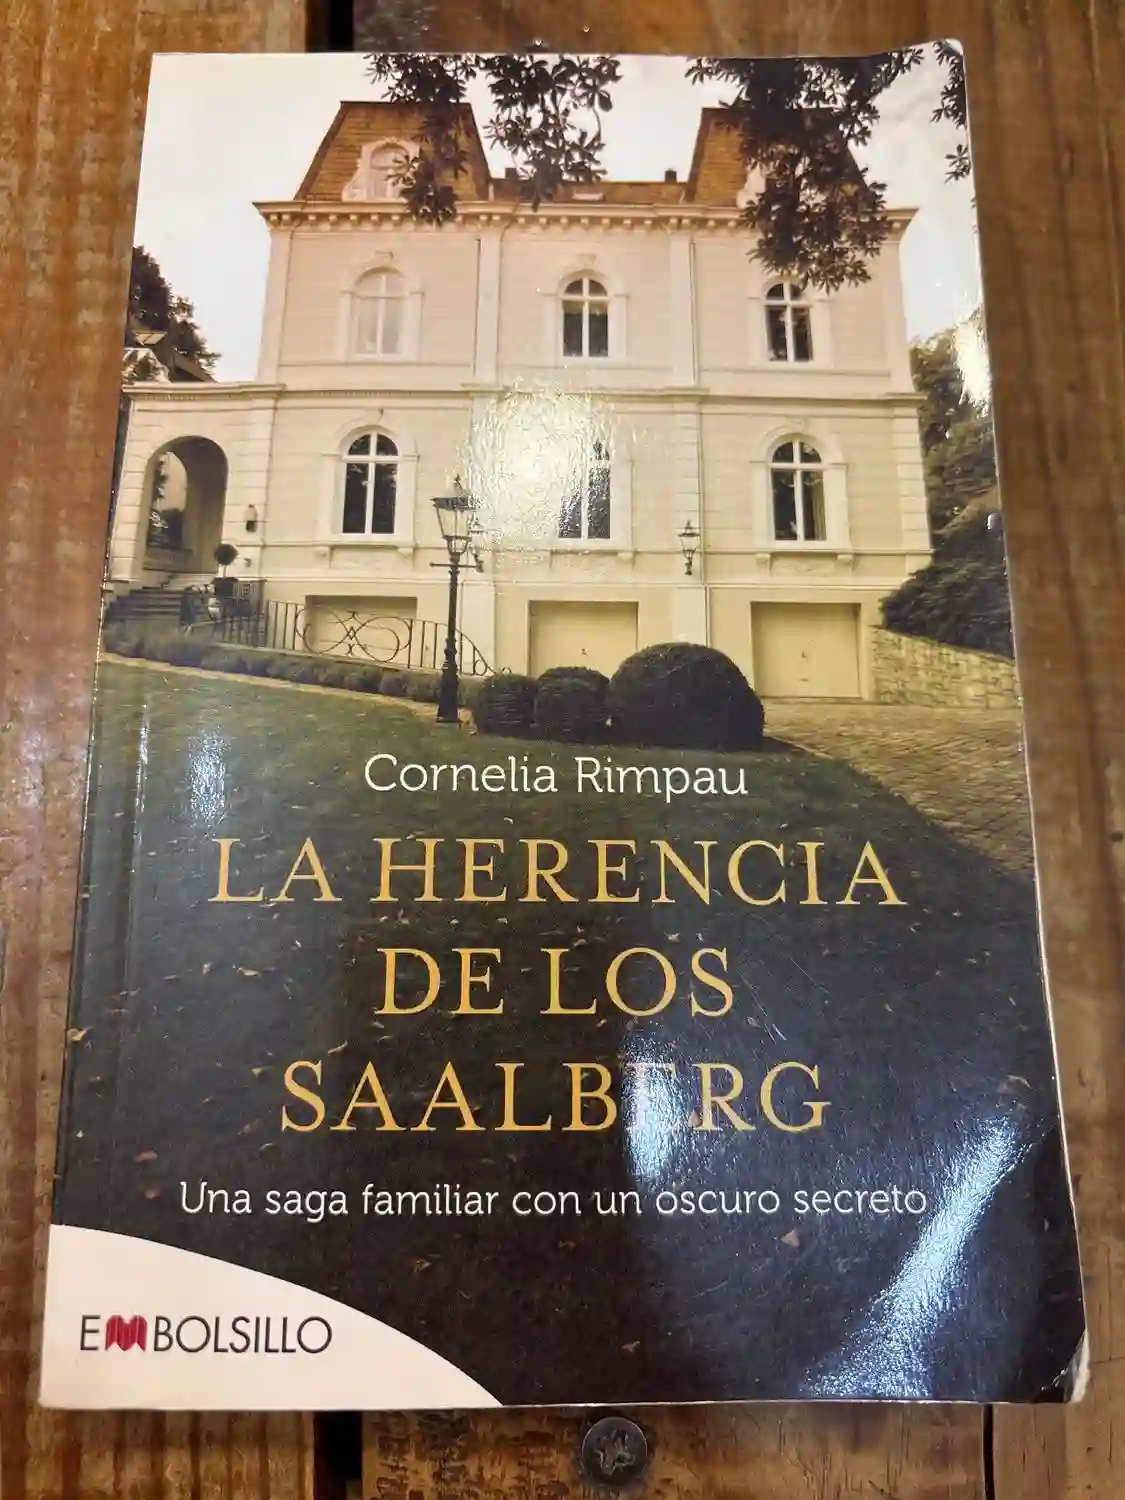 Cornelia Rimpau
LA HERENCIA
DE LOS
SAALBERG
Una saga familiar con un oscuro secreto
EMBOLSILLO